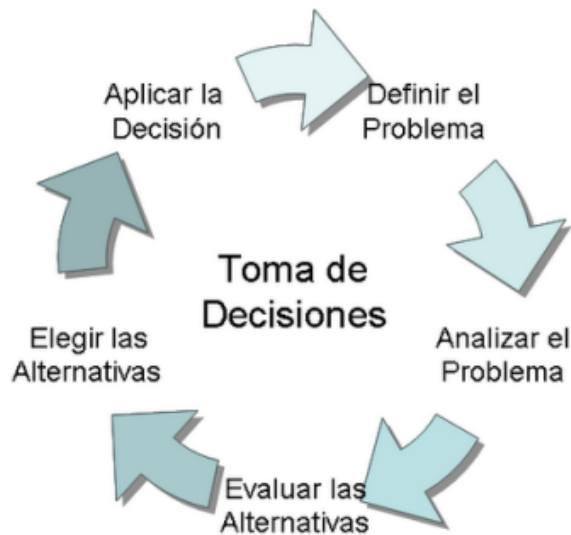 Aplicar la
Decisión
Definir el
Problema
Toma de
Decisiones
Elegir las
Alternativas
Analizar el
Problema
Evaluar las
Alternativas